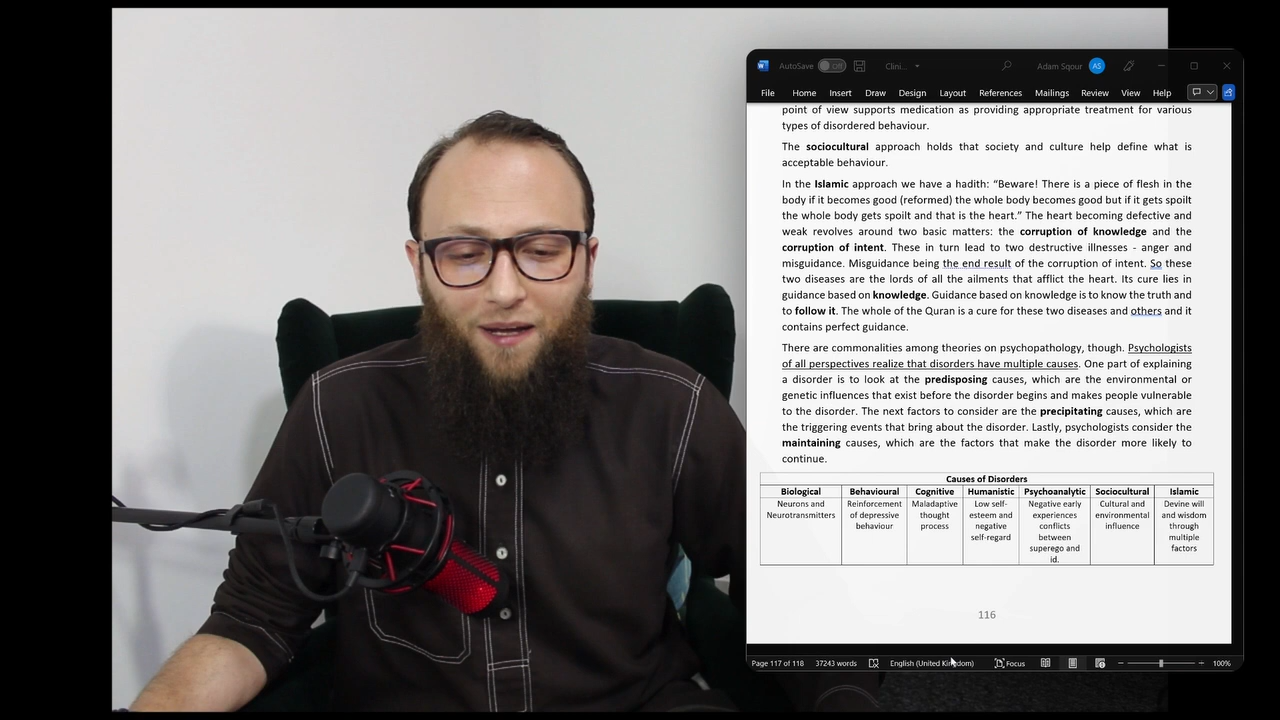 AutoSave Off Clini... Adam Sqour AS
File Home Insert Draw Design Layout References Mailings Review View Help
point of view supports medication as providing appropriate treatment for various
types of disordered behaviour.
The sociocultural approach holds that society and culture help define what is
acceptable behaviour.
In the Islamic approach we have a hadith: “Beware! There is a piece of flesh in the
body if it becomes good (reformed) the whole body becomes good but if it gets spoilt
the whole body gets spoilt and that is the heart.” The heart becoming defective and
weak revolves around two basic matters: the corruption of knowledge and the
corruption of intent. These in turn lead to two destructive illnesses - anger and
misguidance. Misguidance being the end result of the corruption of intent. So these
two diseases are the lords of all the ailments that afflict the heart. Its cure lies in
guidance based on knowledge. Guidance based on knowledge is to know the truth and
to follow it. The whole of the Quran is a cure for these two diseases and others and it
contains perfect guidance.
There are commonalities among theories on psychopathology, though. Psychologists
of all perspectives realize that disorders have multiple causes. One part of explaining
a disorder is to look at the predisposing causes, which are the environmental or
genetic influences that exist before the disorder begins and makes people vulnerable
to the disorder. The next factors to consider are the precipitating causes, which are
the triggering events that bring about the disorder. Lastly, psychologists consider the
maintaining causes, which are the factors that make the disorder more likely to
continue.
Causes of Disorders
Biological Behavioural Cognitive Humanistic Psychoanalytic Sociocultural Islamic
Neurons and Reinforcement Maladaptive Low self- Negative early Cultural and Devine will
Neurotransmitters of depressive thought esteem and experiences environmental and wisdom
behaviour process negative conflicts influence through
self-regard between multiple
superego and factors
id.
116
Page 117 of 118 37243 words English (United Kingdom) Focus 100%